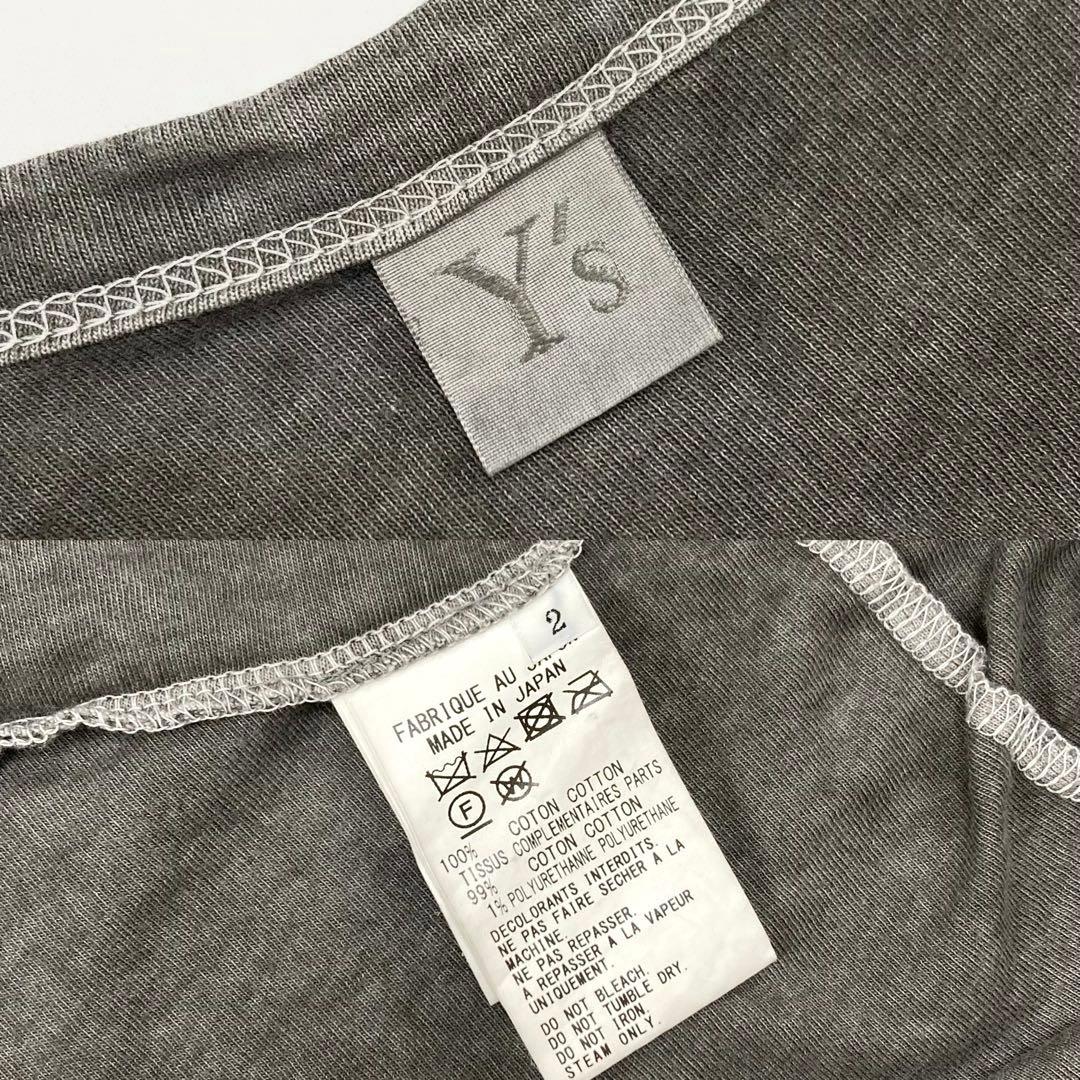 Y's
2
FABRIQUE AU JAPON
MADE IN JAPAN
F W
100% COTON COTTON
TISSUS COMPLEMENTAIRES PARTS
99% COTON COTTON
1% POLYURETHANNE POLYURETHANE
DECOLORANTS INTERDITS.
NE PAS FAIRE SECHER A LA
MACHINE.
NE PAS REPASSER.
A REPASSER A LA VAPEUR
UNIQUEMENT.
DO NOT BLEACH.
DO NOT TUMBLE DRY.
DO NOT IRON.
STEAM ONLY.